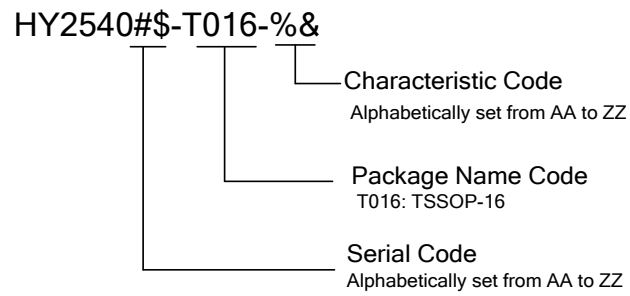 HY2540#$-T016-%&
Characteristic Code
Alphabetically set from AA to ZZ
Package Name Code
T016: TSSOP-16
Serial Code
Alphabetically set from AA to ZZ